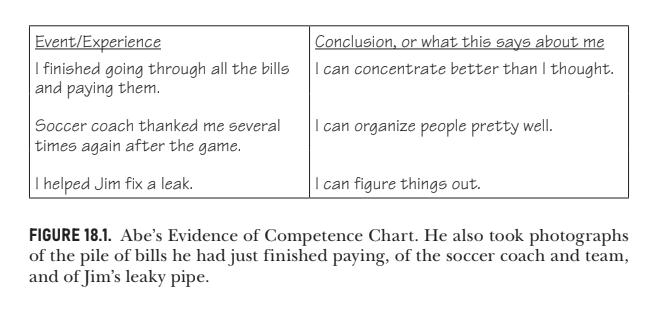 Event/Experience
Conclusion, or what this says about me
I finished going through all the bills
and paying them.
I can concentrate better than I thought.
Soccer coach thanked me several
times again after the game.
I can organize people pretty well.
I helped Jim fix a leak.
I can figure things out.
FIGURE 18.1. Abe’s Evidence of Competence Chart. He also took photographs
of the pile of bills he had just finished paying, of the soccer coach and team,
and of Jim’s leaky pipe.